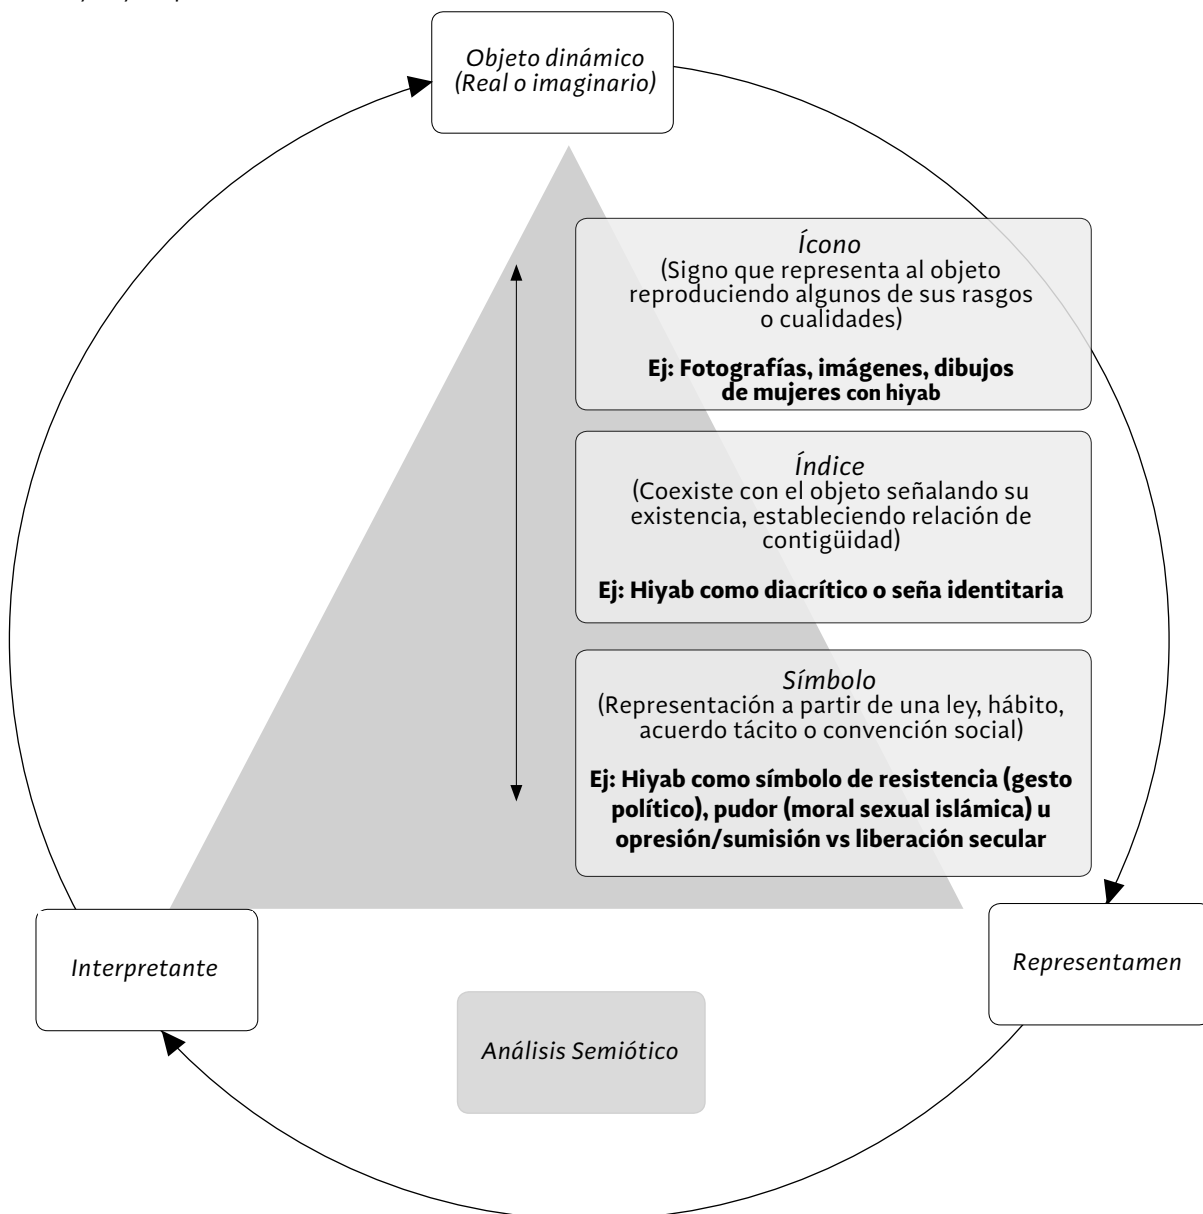 Objeto dinámico
(Real o imaginario)
Ícono
(Signo que representa al objeto
reproduciendo algunos de sus rasgos
o cualidades)
Ej: Fotografías, imágenes, dibujos
de mujeres con hiyab
Índice
(Coexiste con el objeto señalando su
existencia, estableciendo relación de
contigüidad)
Ej: Hiyab como diacrítico o seña identitaria
Símbolo
(Representación a partir de una ley, hábito,
acuerdo tácito o convención social)
Ej: Hiyab como símbolo de resistencia (gesto
político), pudor (moral sexual islámica) u
opresión/sumisión vs liberación secular
Interpretante
Representamen
Análisis Semiótico